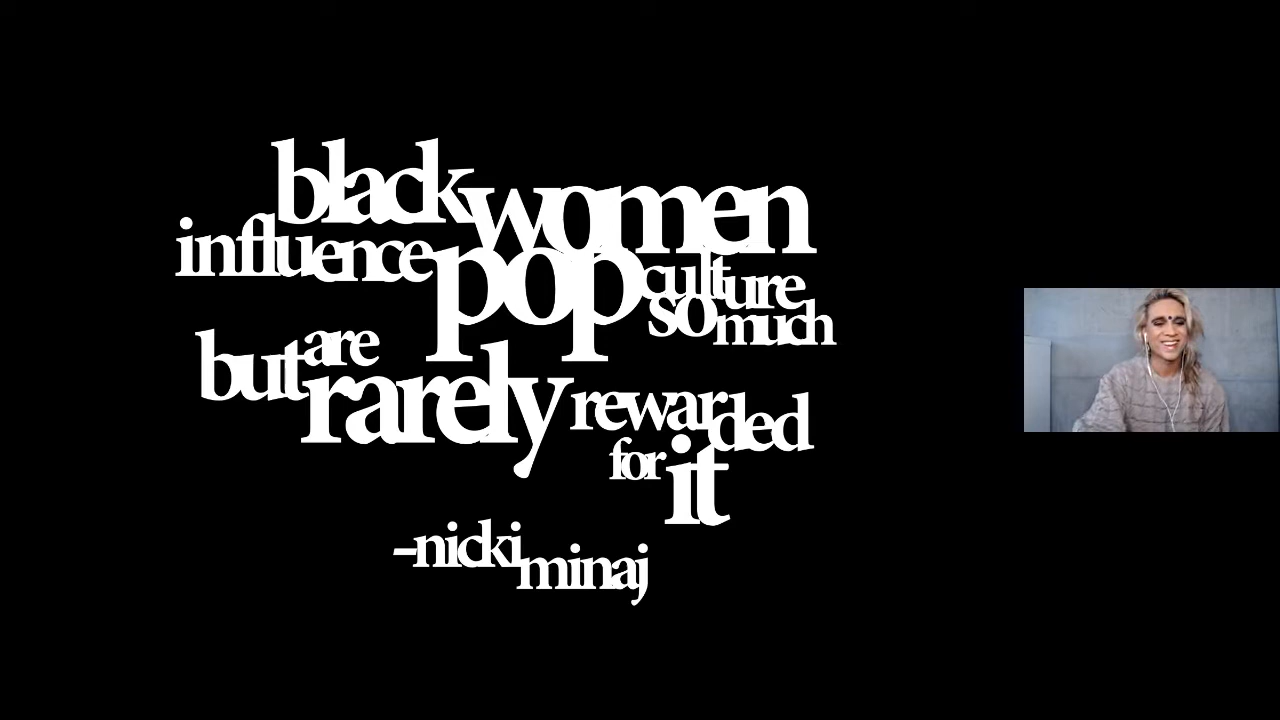 black women
influence pop culture
so much
but are
rarely rewarded
for it
–nicki minaj